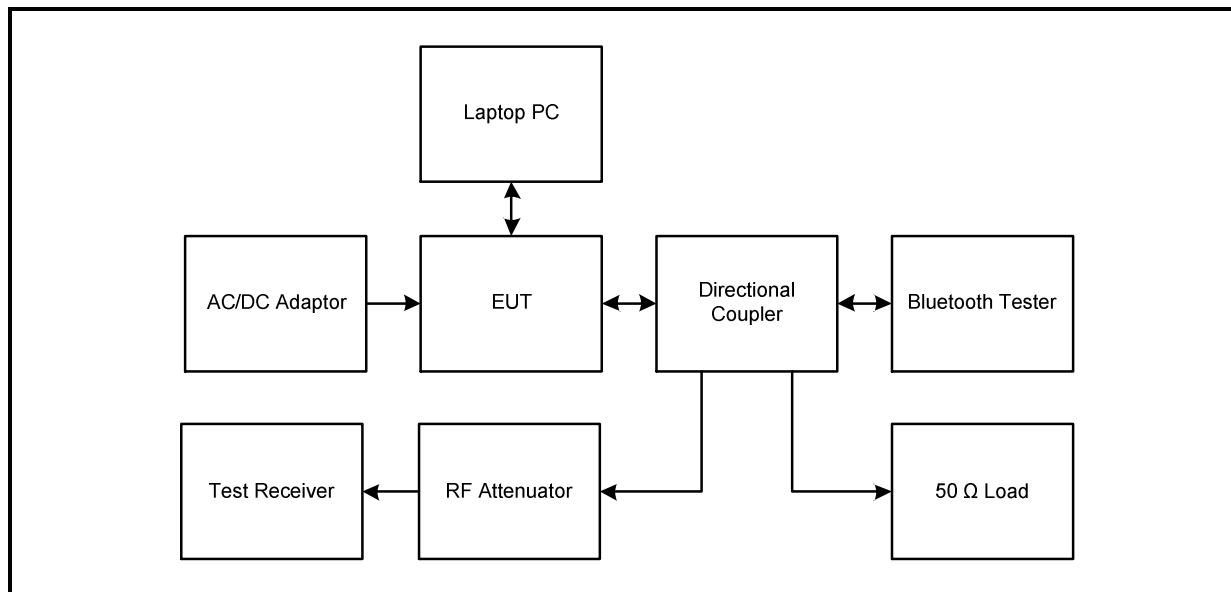 Laptop PC
AC/DC Adaptor
EUT
Directional
Coupler
Bluetooth Tester
Test Receiver
RF Attenuator
50 Ω Load